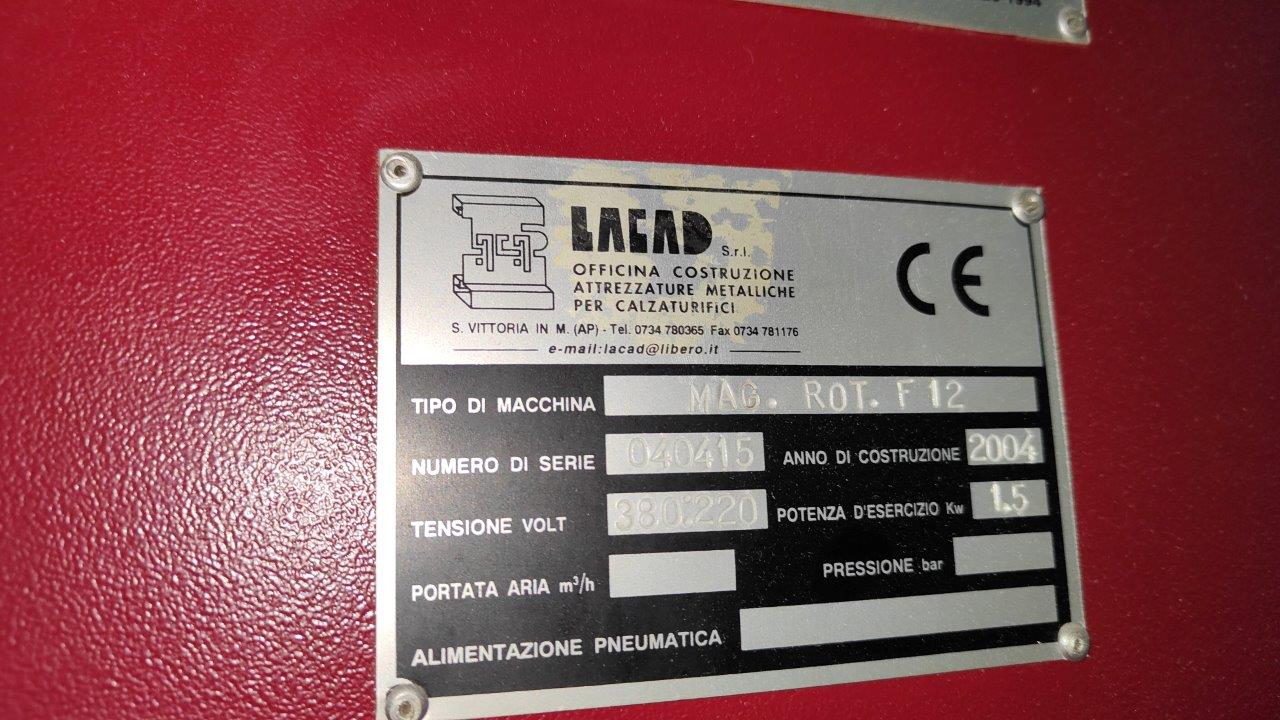 1994
LACAD S.r.l.
OFFICINA COSTRUZIONE
ATTREZZATURE METALLICHE
PER CALZATURIFICI
S. VITTORIA IN M. (AP) - Tel. 0734 780365 Fax 0734 781176
e-mail:lacad@libero.it
CE
TIPO DI MACCHINA MAG. ROT. F 12
NUMERO DI SERIE 040415 ANNO DI COSTRUZIONE 2004
TENSIONE VOLT 380.220 POTENZA D'ESERCIZIO Kw 1.5
PORTATA ARIA m³/h PRESSIONE bar
ALIMENTAZIONE PNEUMATICA